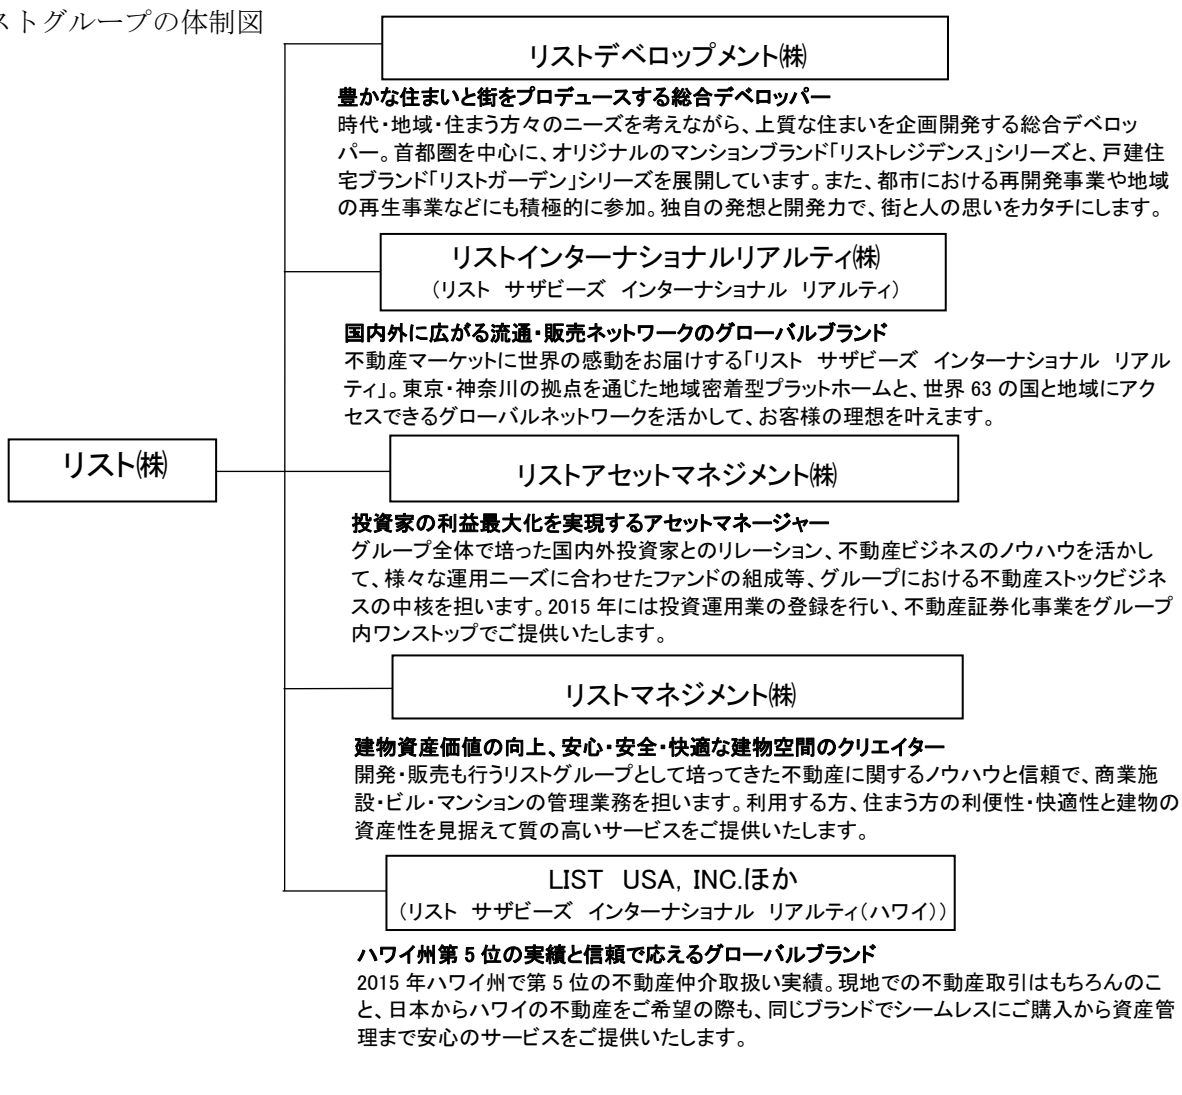 ストグループの体制図
リストデベロップメント㈱
豊かな住まいと街をプロデュースする総合デベロッパー
時代・地域・住まう方々のニーズを考えながら、上質な住まいを企画開発する総合デベロッ
パー。首都圏を中心に、オリジナルのマンションブランド「リストレジデンス」シリーズと、戸建住
宅ブランド「リストガーデン」シリーズを展開しています。また、都市における再開発事業や地域
の再生事業などにも積極的に参加。独自の発想と開発力で、街と人の思いをカタチにします。
リストインターナショナルリアルティ㈱
（リスト　サザビーズ　インターナショナル　リアルティ）
国内外に広がる流通・販売ネットワークのグローバルブランド
不動産マーケットに世界の感動をお届けする「リスト　サザビーズ　インターナショナル　リアル
ティ」。東京・神奈川の拠点を通じた地域密着型プラットホームと、世界 63 の国と地域にアク
セスできるグローバルネットワークを活かして、お客様の理想を叶えます。
リスト㈱
リストアセットマネジメント㈱
投資家の利益最大化を実現するアセットマネージャー
グループ全体で培った国内外投資家とのリレーション、不動産ビジネスのノウハウを活かし
て、様々な運用ニーズに合わせたファンドの組成等、グループにおける不動産ストックビジネ
スの中核を担います。2015 年には投資運用業の登録を行い、不動産証券化事業をグループ
内ワンストップでご提供いたします。
リストマネジメント㈱
建物資産価値の向上、安心・安全・快適な建物空間のクリエイター
開発・販売も行うリストグループとして培ってきた不動産に関するノウハウと信頼で、商業施
設・ビル・マンションの管理業務を担います。利用する方、住まう方の利便性・快適性と建物の
資産性を見据えて質の高いサービスをご提供いたします。
LIST　USA, INC.ほか
（リスト　サザビーズ　インターナショナル　リアルティ（ハワイ））
ハワイ州第 5 位の実績と信頼で応えるグローバルブランド
2015 年ハワイ州で第 5 位の不動産仲介取扱い実績。現地での不動産取引はもちろんのこ
と、日本からハワイの不動産をご希望の際も、同じブランドでシームレスにご購入から資産管
理まで安心のサービスをご提供いたします。